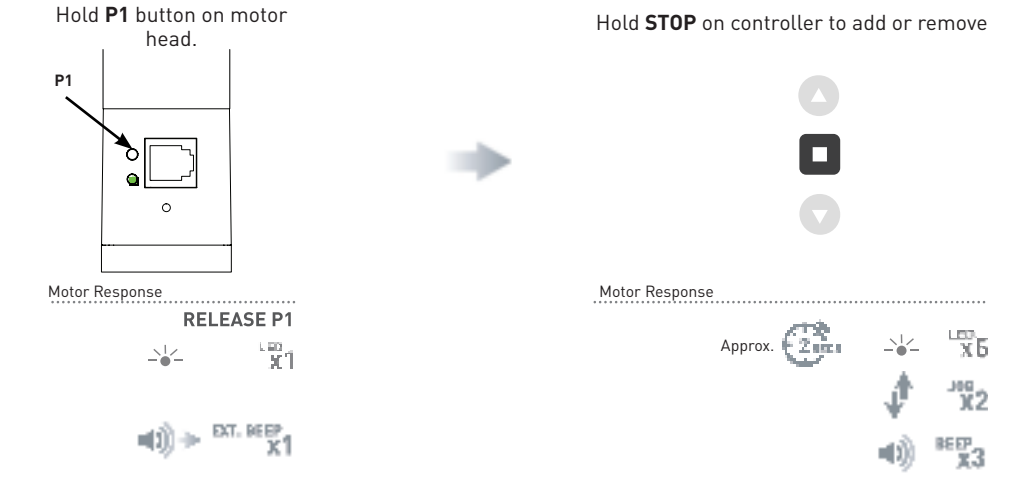 Hold P1 button on motor
head.
P1
Motor Response
RELEASE P1
LED
x1
EXT. BEEP
x1
Hold STOP on controller to add or remove
Motor Response
Approx.
2 secs
LED
x6
JOG
x2
BEEP
x3